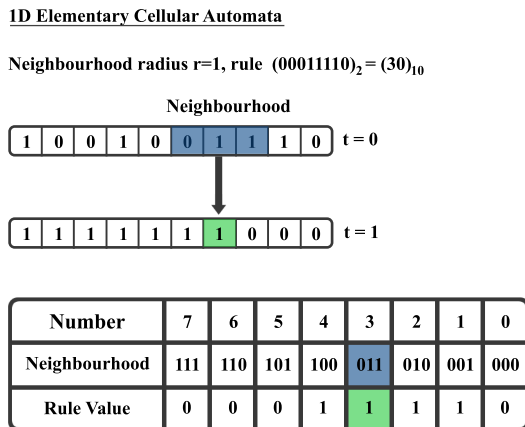 1D Elementary Cellular Automata
Neighbourhood radius r=1, rule (00011110)₂ = (30)₁₀
Neighbourhood
1 0 0 1 0 0 1 1 1 0 t = 0
1 1 1 1 1 1 1 0 0 0 t = 1
Number 7 6 5 4 3 2 1 0
Neighbourhood 111 110 101 100 011 010 001 000
Rule Value 0 0 0 1 1 1 1 0